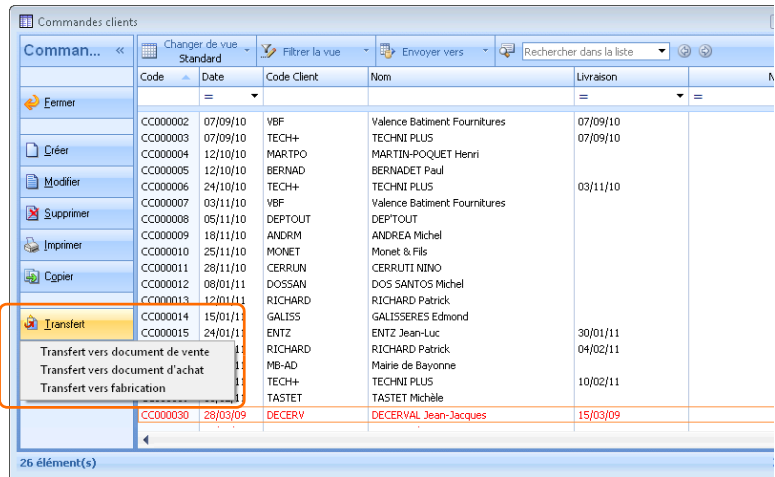 Commandes clients
Comman... «
Changer de vue
Standard
Filtrer la vue
Envoyer vers
Rechercher dans la liste
Code Date Code Client Nom Livraison N
= = =
Fermer
Créer
Modifier
Supprimer
Imprimer
Copier
Transfert
Transfert vers document de vente
Transfert vers document d'achat
Transfert vers fabrication
CC000002 07/09/10 VBF Valence Batiment Fournitures 07/09/10
CC000003 07/09/10 TECH+ TECHNI PLUS 07/09/10
CC000004 12/10/10 MARTPO MARTIN-POQUET Henri
CC000005 12/10/10 BERNAD BERNADET Paul
CC000006 24/10/10 TECH+ TECHNI PLUS 03/11/10
CC000007 03/11/10 VBF Valence Batiment Fournitures
CC000008 05/11/10 DEPTOUT DEP'TOUT
CC000009 18/11/10 ANDRM ANDREA Michel
CC000010 25/11/10 MONET Monet & Fils
CC000011 28/11/10 CERRUN CERRUTI NINO
CC000012 08/01/11 DOSSAN DOS SANTOS Michel
CC000013 12/01/11 RICHARD RICHARD Patrick
CC000014 15/01/11 GALISS GALISSERES Edmond
CC000015 24/01/11 ENTZ ENTZ Jean-Luc 30/01/11
RICHARD RICHARD Patrick 04/02/11
MB-AD Mairie de Bayonne
TECH+ TECHNI PLUS 10/02/11
TASTET TASTET Michèle
CC000030 28/03/09 DECERV DECERVAL Jean-Jacques 15/03/09
26 élément(s)